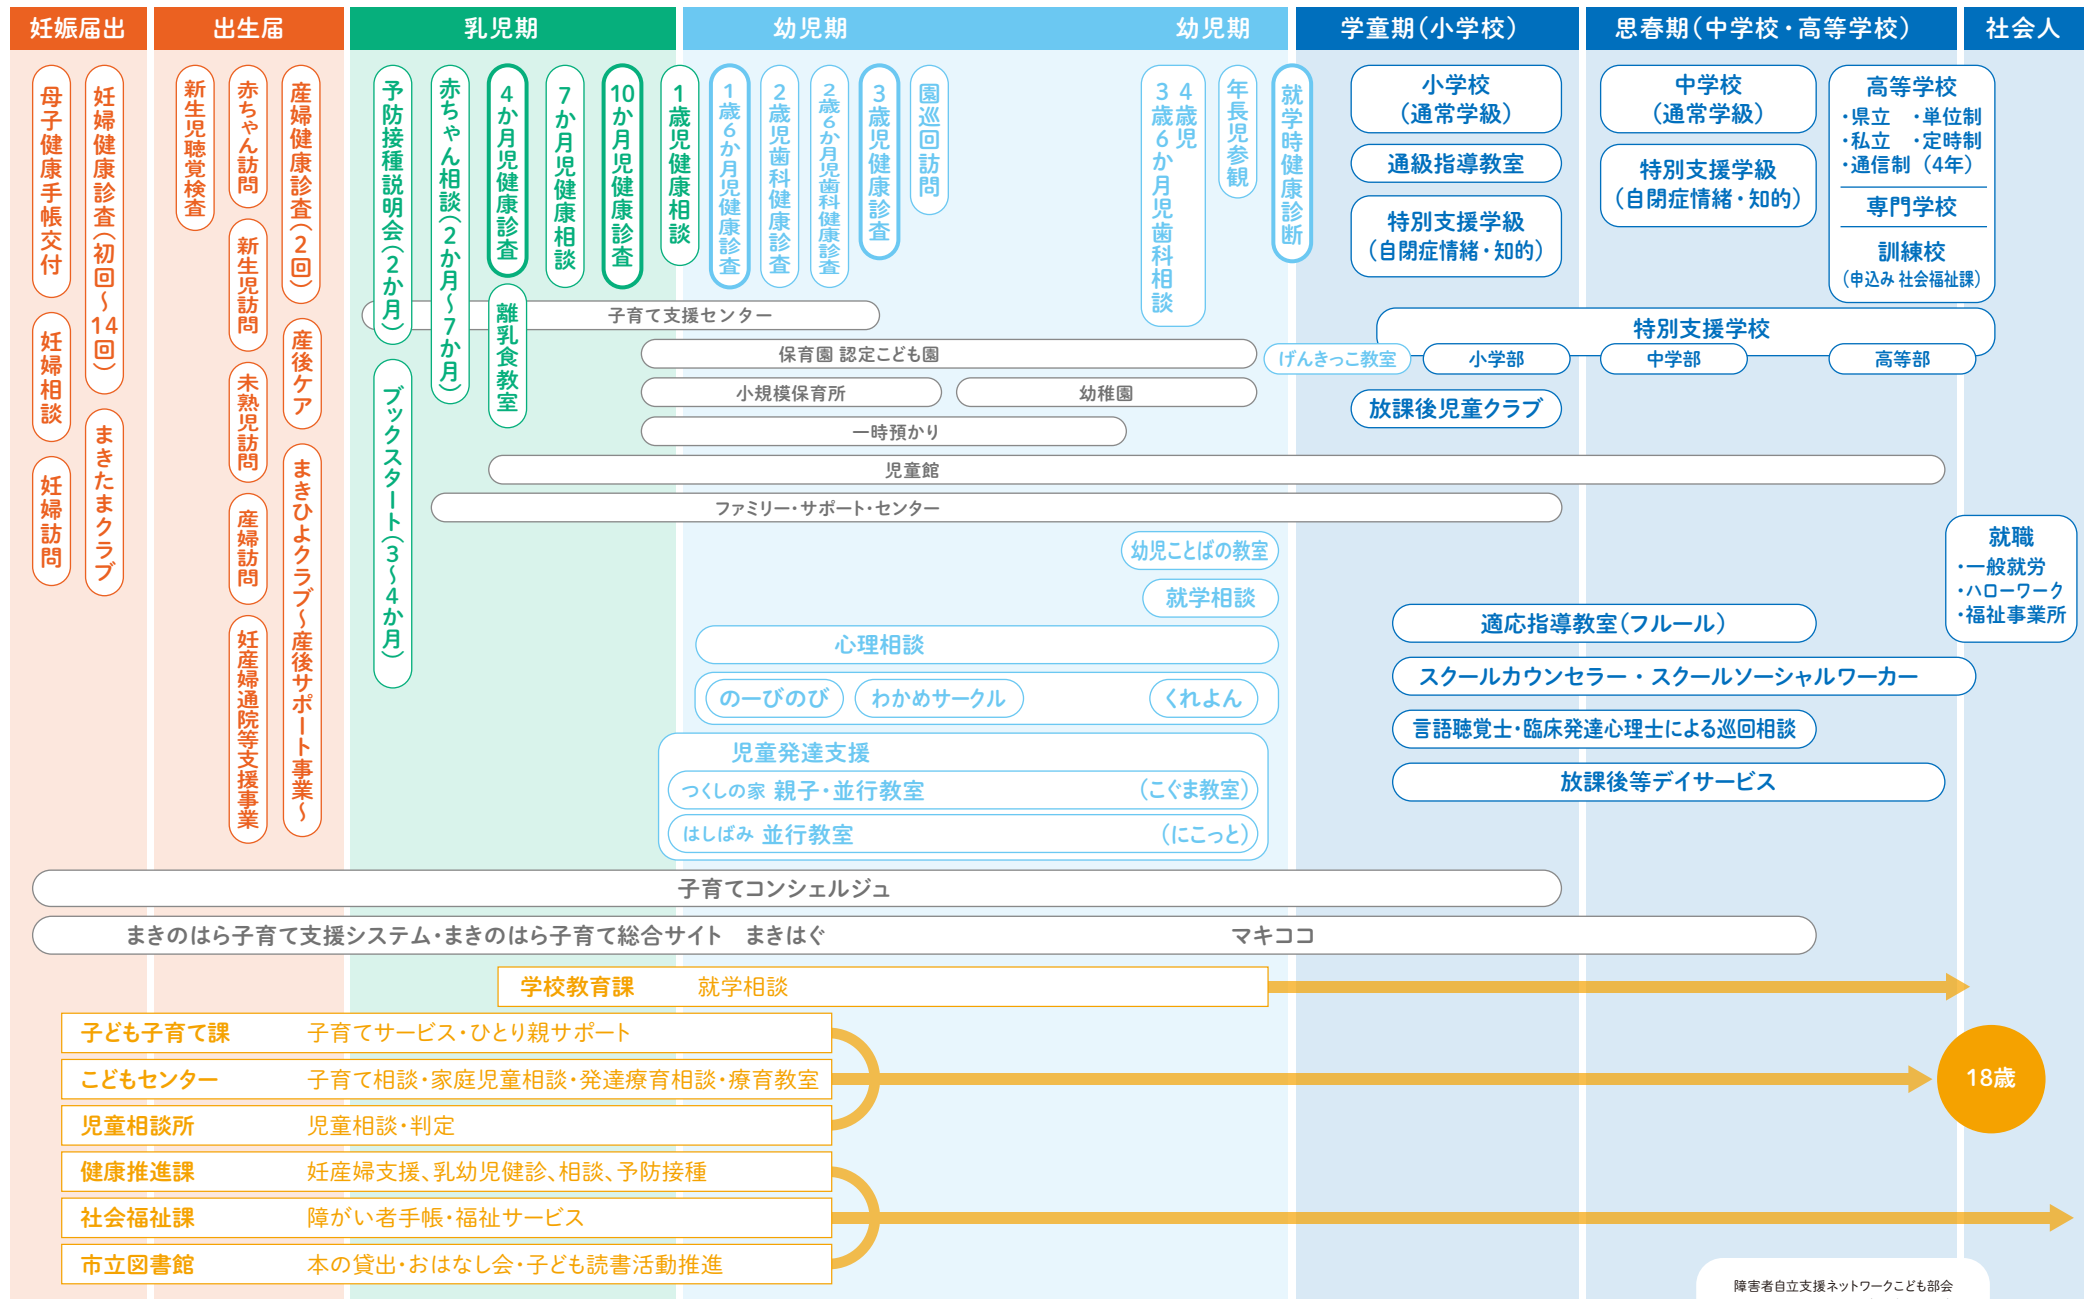 妊娠届出
出生届
乳児期
幼児期
幼児期
学童期（小学校）
思春期（中学校・高等学校）
社会人
母子健康手帳交付
妊婦相談
妊婦訪問
妊婦健康診査（初回～14回）
まきたまクラブ
新生児聴覚検査
赤ちゃん訪問
新生児訪問
未熟児訪問
産婦訪問
妊産婦通院等支援事業
産婦健康診査（2回）
産後ケア
まきひよクラブ～産後サポート事業～
予防接種説明会（2か月）
ブックスタート（3～4か月）
赤ちゃん相談（2か月～7か月）
4か月児健康診査
離乳食教室
7か月児健康相談
10か月児健康診査
1歳児健康相談
1歳6か月児健康診査
2歳児歯科健康診査
2歳6か月児歯科健康診査
3歳児健康診査
園巡回訪問
4歳児
3歳6か月児歯科相談
年長児参観
就学時健康診断
小学校
（通常学級）
通級指導教室
特別支援学級
（自閉症情緒・知的）
中学校
（通常学級）
特別支援学級
（自閉症情緒・知的）
高等学校
・県立　・単位制
・私立　・定時制
・通信制（4年）
専門学校
訓練校
（申込み 社会福祉課）
子育て支援センター
特別支援学校
保育園 認定こども園
げんきっこ教室
小学部
中学部
高等部
小規模保育所
幼稚園
放課後児童クラブ
一時預かり
児童館
ファミリー・サポート・センター
幼児ことばの教室
就学相談
就職
・一般就労
・ハローワーク
・福祉事業所
心理相談
適応指導教室（フルール）
のーびのび
わかめサークル
くれよん
スクールカウンセラー・スクールソーシャルワーカー
言語聴覚士・臨床発達心理士による巡回相談
放課後等デイサービス
児童発達支援
つくしの家 親子・並行教室　（こぐま教室）
はしばみ 並行教室　（にこっと）
子育てコンシェルジュ
まきのはら子育て支援システム・まきのはら子育て総合サイト　まきはぐ　マキココ
学校教育課　就学相談
子ども子育て課　子育てサービス・ひとり親サポート
こどもセンター　子育て相談・家庭児童相談・発達療育相談・療育教室
18歳
児童相談所　児童相談・判定
健康推進課　妊産婦支援、乳幼児健診、相談、予防接種
社会福祉課　障がい者手帳・福祉サービス
市立図書館　本の貸出・おはなし会・子ども読書活動推進
障害者自立支援ネットワークこども部会